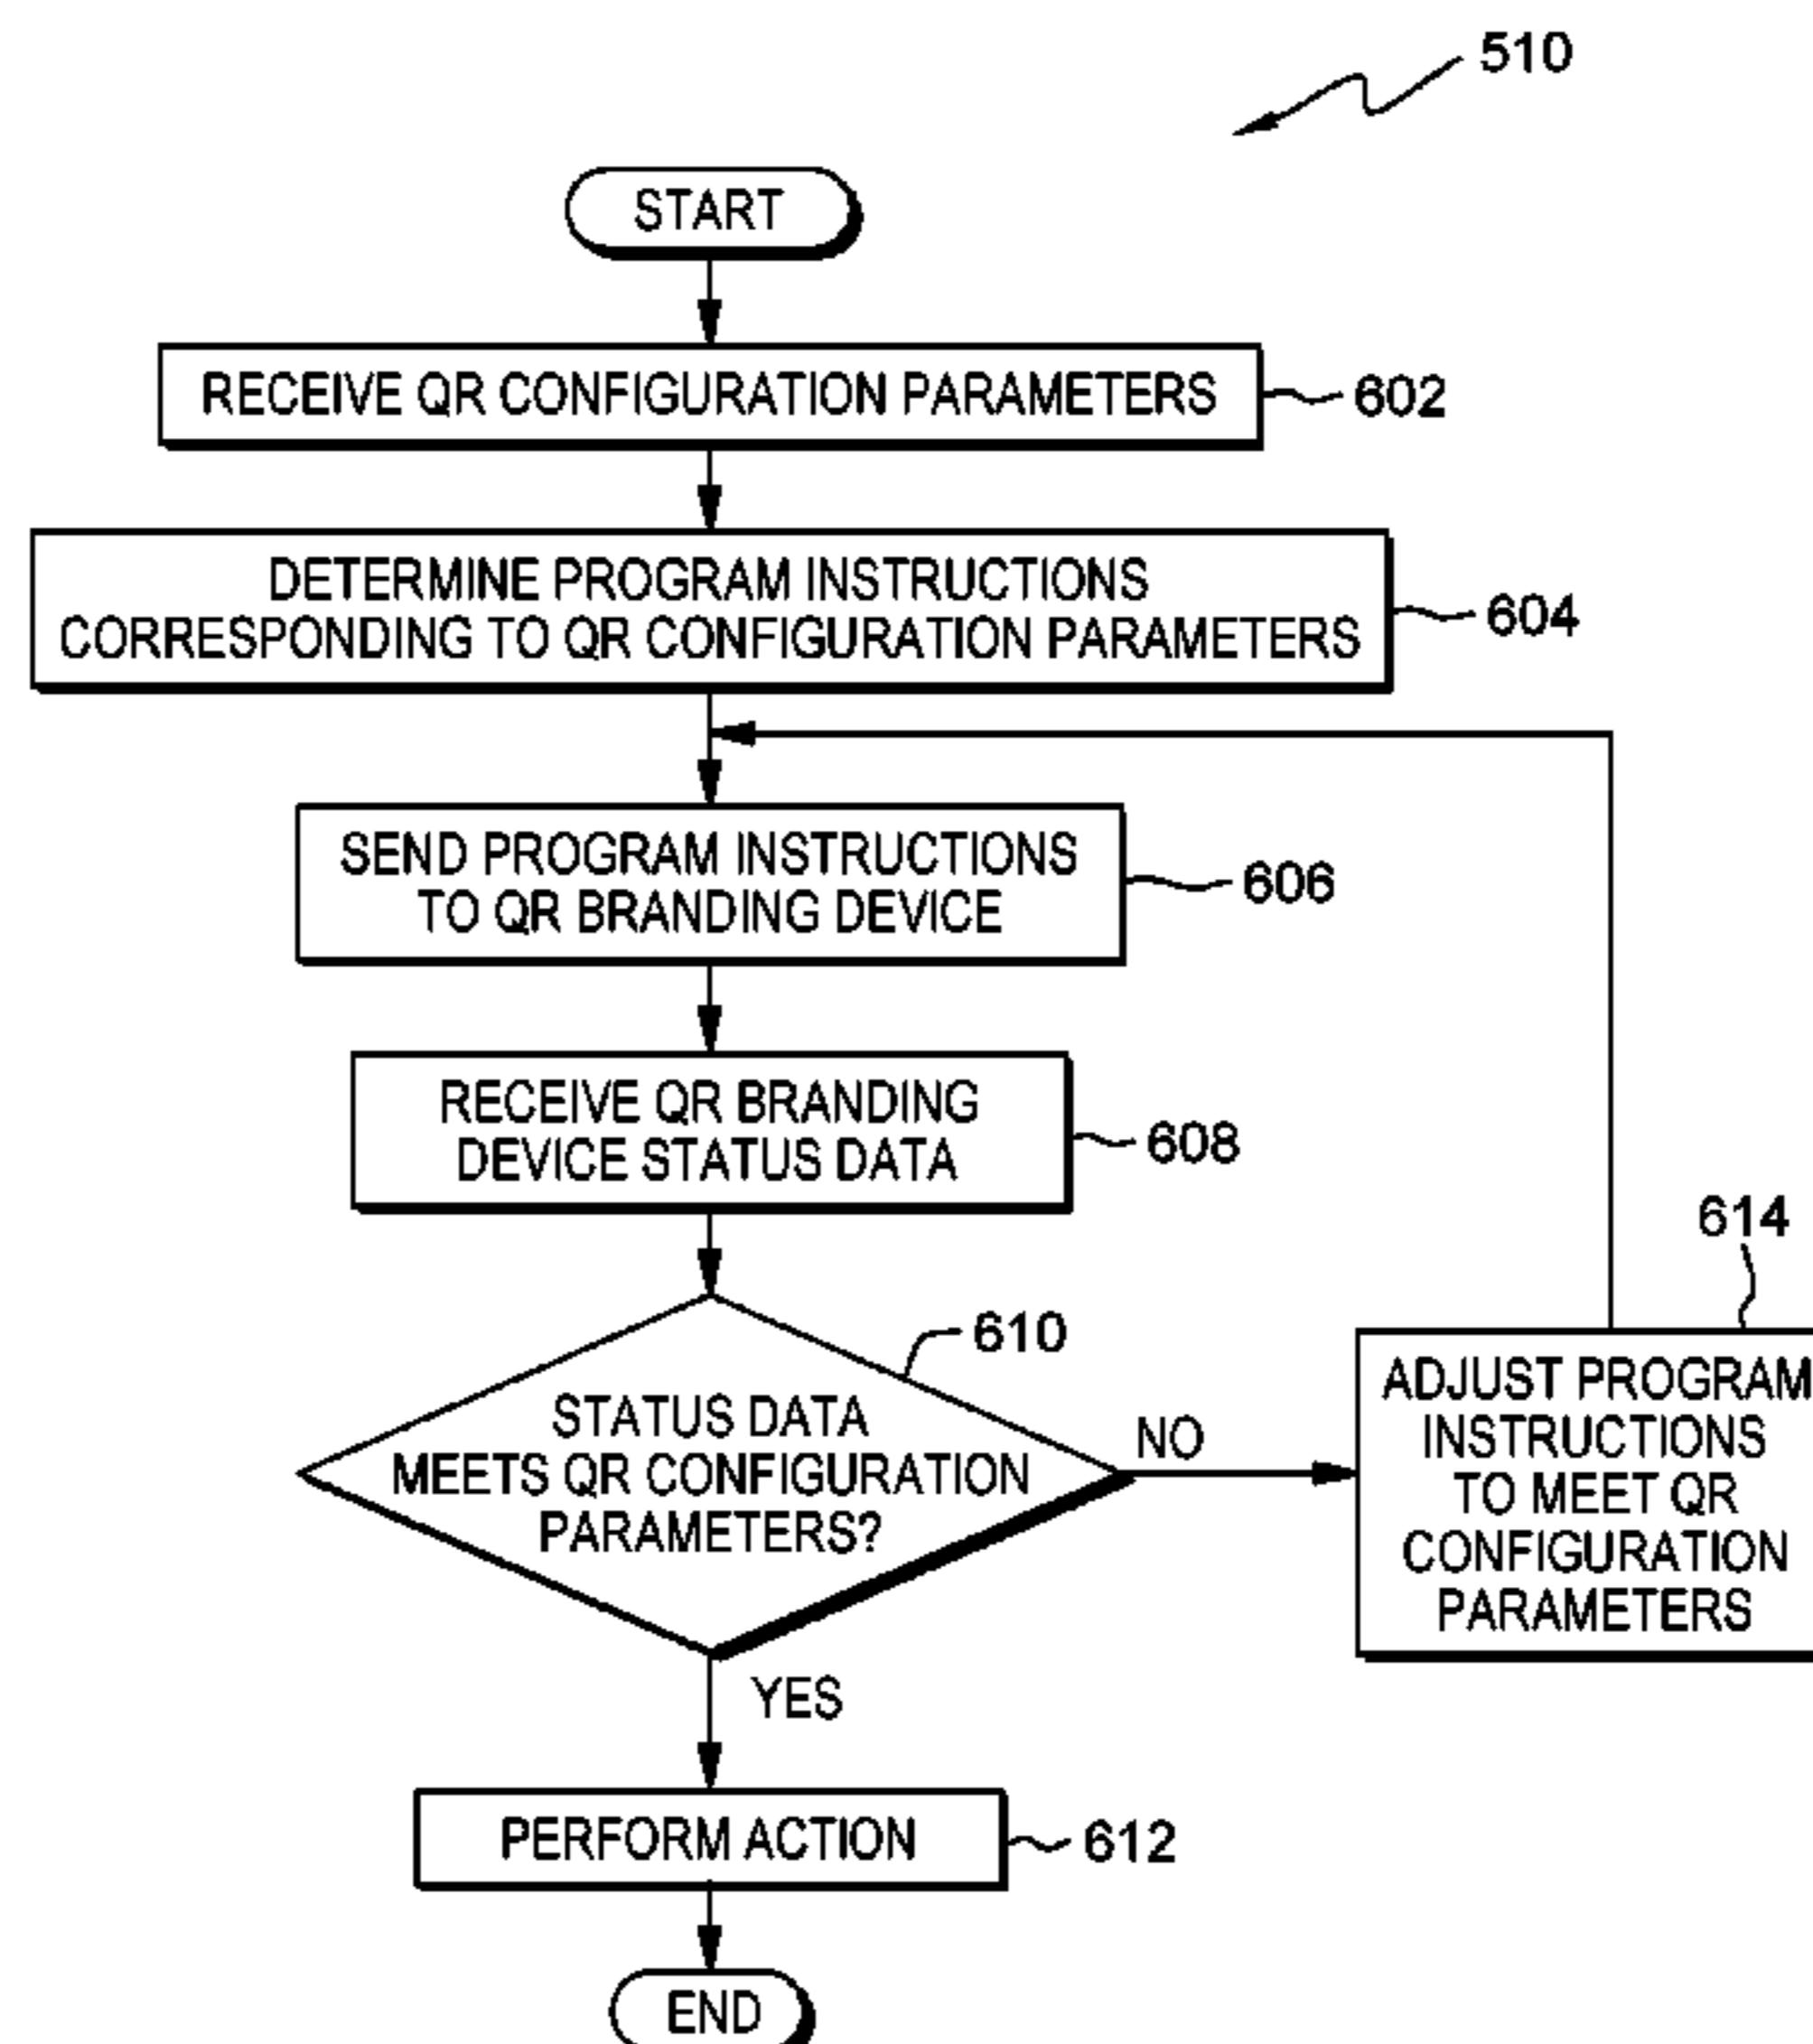 510
START
RECEIVE QR CONFIGURATION PARAMETERS
602
DETERMINE PROGRAM INSTRUCTIONS
CORRESPONDING TO QR CONFIGURATION PARAMETERS
604
SEND PROGRAM INSTRUCTIONS
TO QR BRANDING DEVICE
606
RECEIVE QR BRANDING
DEVICE STATUS DATA
608
610
STATUS DATA
MEETS QR CONFIGURATION
PARAMETERS?
NO
614
ADJUST PROGRAM
INSTRUCTIONS
TO MEET QR
CONFIGURATION
PARAMETERS
YES
PERFORM ACTION
612
END